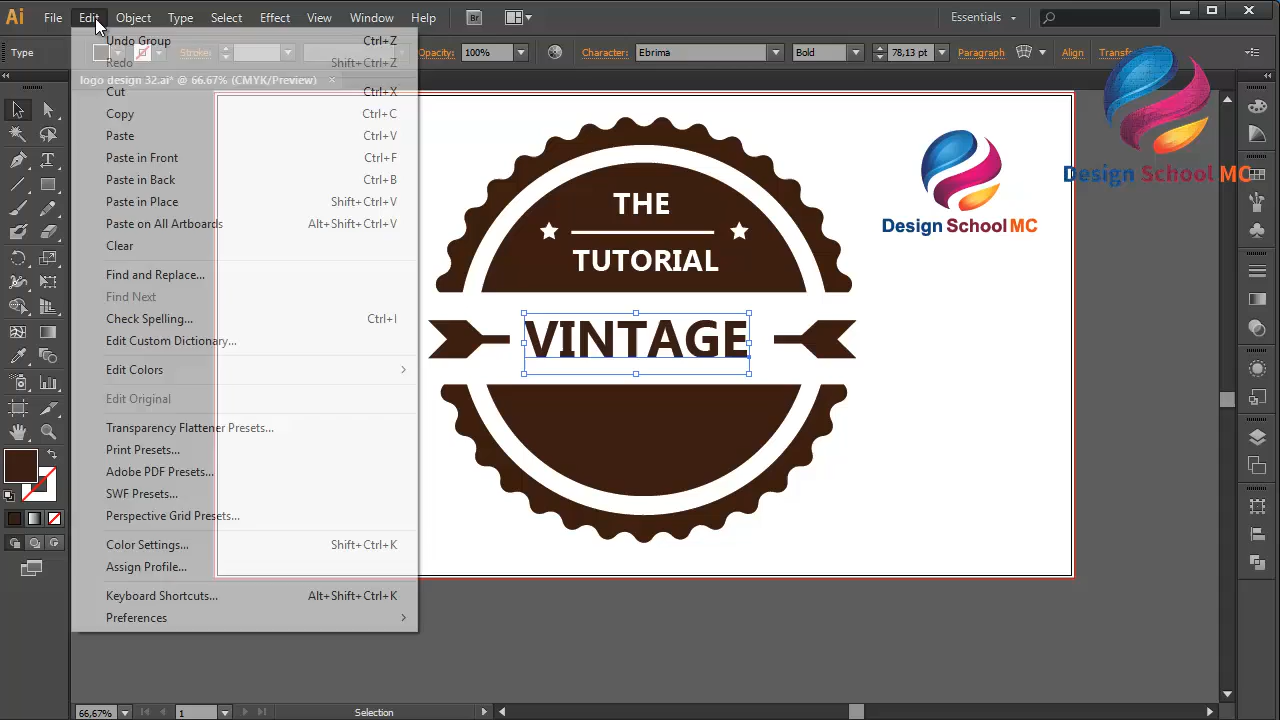 Ai File Edit Object Type Select Effect View Window Help Br Essentials
Type Stroke: Opacity: 100% Character: Ebrima Bold 78,13 pt Paragraph Align Transf
logo design 32.ai* @ 66.67% (CMYK/Preview) ×
Undo Group Ctrl+Z
Redo Shift+Ctrl+Z
Cut Ctrl+X
Copy Ctrl+C
Paste Ctrl+V
Paste in Front Ctrl+F
Paste in Back Ctrl+B
Paste in Place Shift+Ctrl+V
Paste on All Artboards Alt+Shift+Ctrl+V
Clear
Find and Replace...
Find Next
Check Spelling... Ctrl+I
Edit Custom Dictionary...
Edit Colors
Edit Original
Transparency Flattener Presets...
Print Presets...
Adobe PDF Presets...
SWF Presets...
Perspective Grid Presets...
Color Settings... Shift+Ctrl+K
Assign Profile...
Keyboard Shortcuts... Alt+Shift+Ctrl+K
Preferences
THE
TUTORIAL
VINTAGE
Design School MC
Design School MC
66,67% 1 Selection